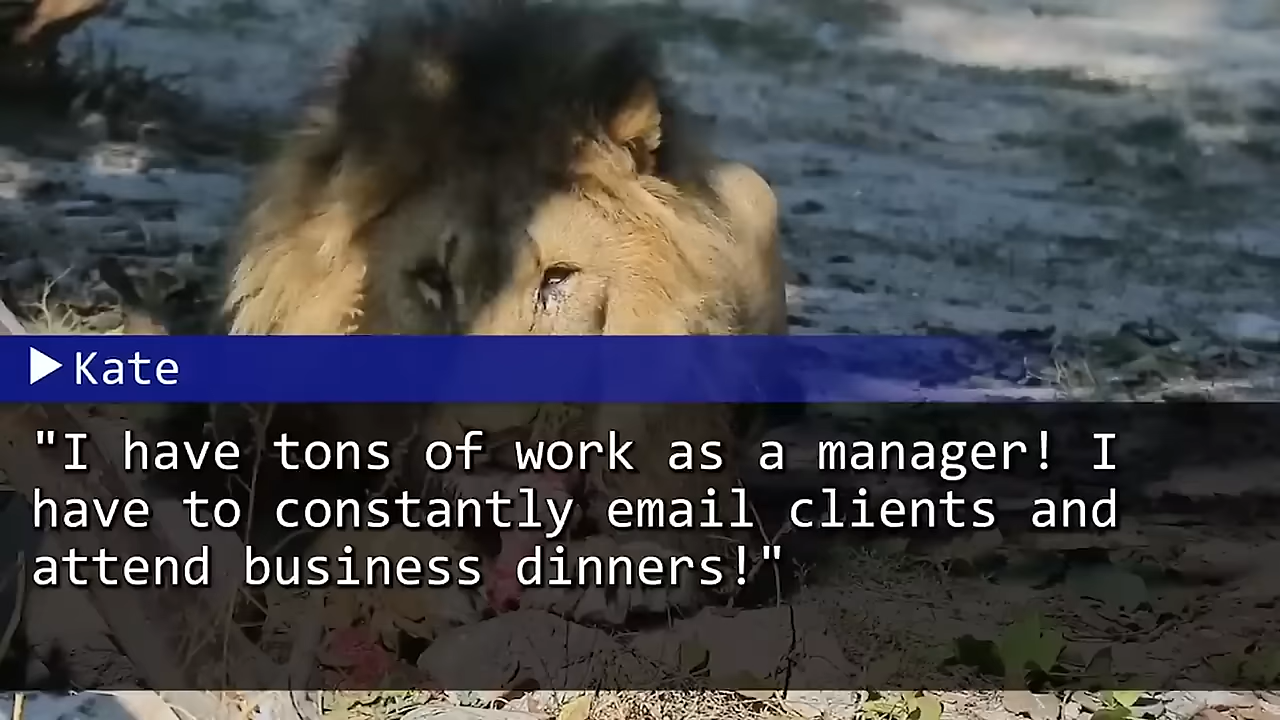 Kate
"I have tons of work as a manager! I
have to constantly email clients and
attend business dinners!"